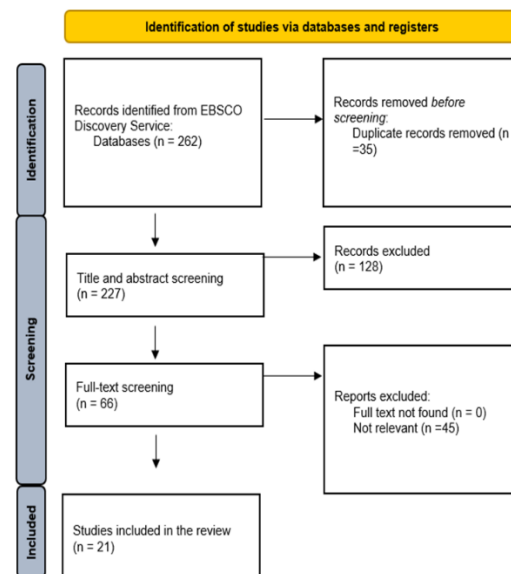 Identification of studies via databases and registers
Identification
Records identified from EBSCO
Discovery Service:
Databases (n = 262)
Records removed before
screening:
Duplicate records removed (n
=35)
Screening
Title and abstract screening
(n = 227)
Records excluded
(n = 128)
Full-text screening
(n = 66)
Reports excluded:
Full text not found (n = 0)
Not relevant (n =45)
Included
Studies included in the review
(n = 21)